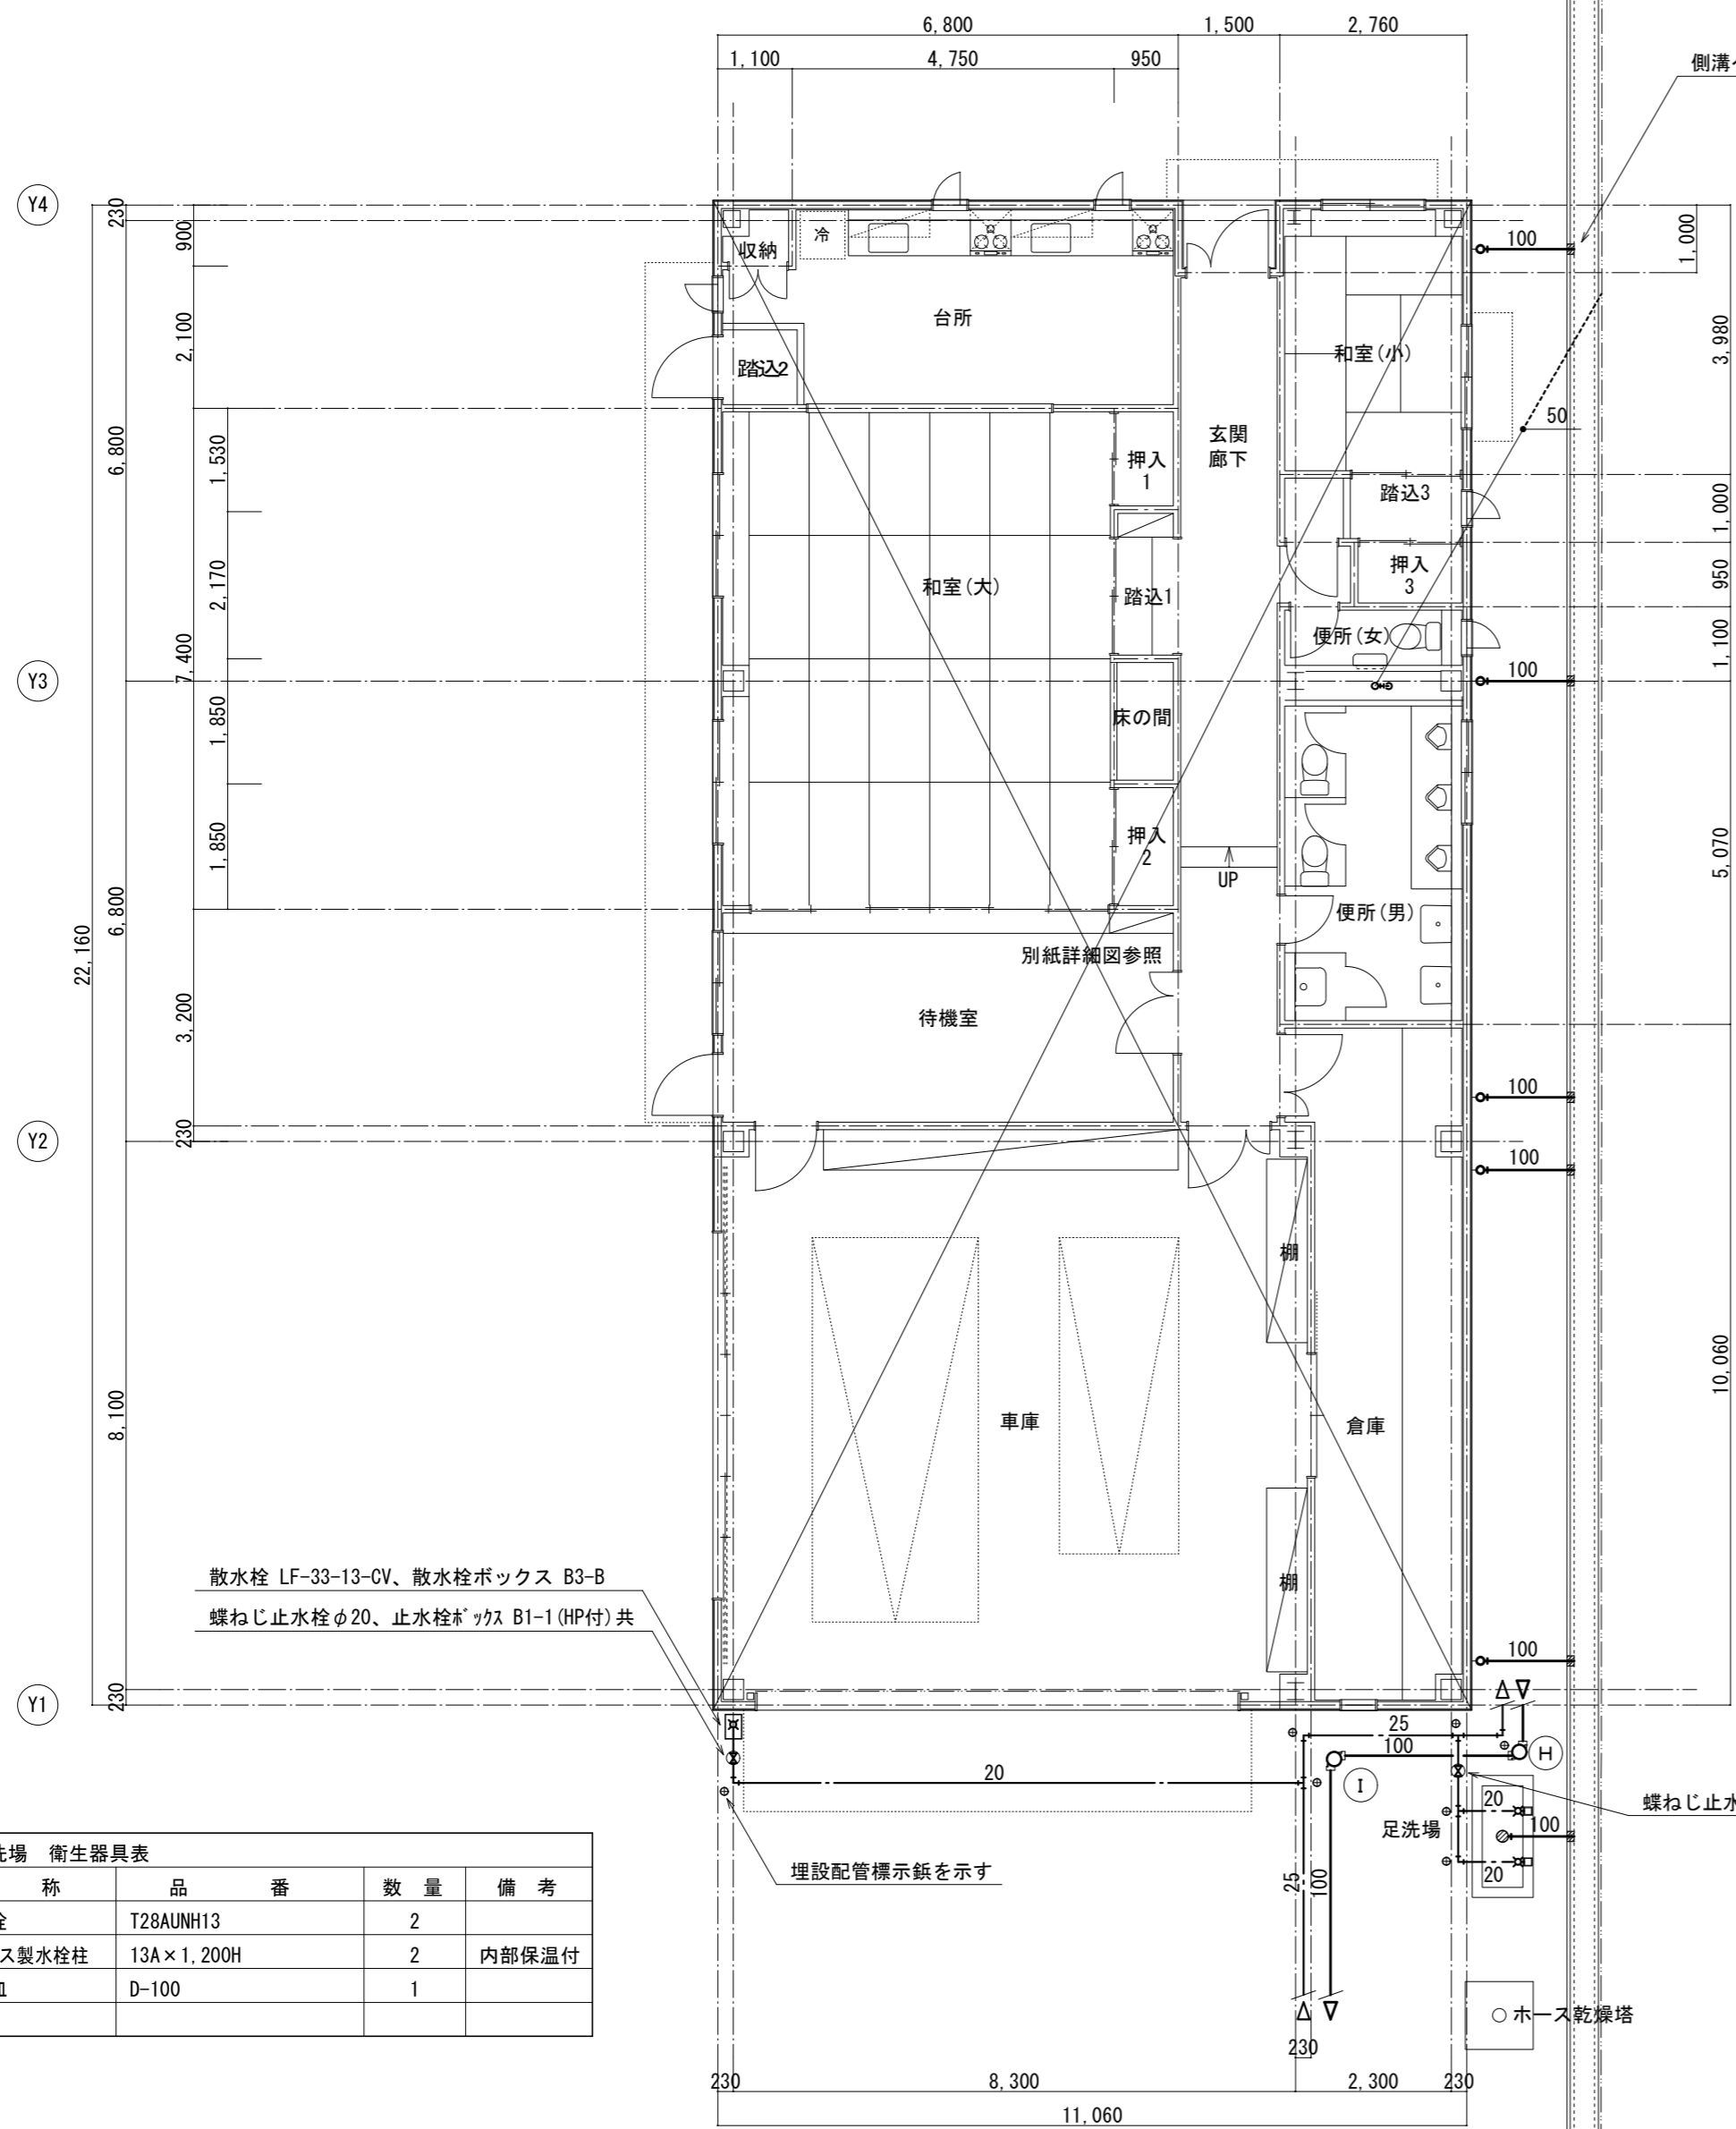 6,800
1,500
2,760
1,100
4,750
950
側溝へ
Y4
230
900
100
1,000
収納
冷
台所
2,100
和室(小)
3,980
踏込2
50
玄関
廊下
6,800
1,530
押入
1
踏込3
1,000
押入
3
950
2,170
和室(大)
踏込1
便所(女)
1,100
7,400
Y3
100
1,850
床の間
1,850
押入
2
UP
5,070
6,800
便所(男)
22,160
別紙詳細図参照
3,200
待機室
100
Y2
230
100
棚
8,100
車庫
倉庫
10,060
散水栓 LF-33-13-CV、散水栓ボックス B3-B
蝶ねじ止水栓φ20、止水栓ボックス B1-1(HP付)共
棚
100
Y1
230
25
100
H
20
I
20
蝶ねじ止水
足洗場
100
20
埋設配管標示鋲を示す
25
100
洗場 衛生器具表
称 品 番 数 量 備 考
栓 T28AUNH13 2
ス製水栓柱 13A×1,200H 2 内部保温付
皿 D-100 1
ホース乾燥塔
230
230
8,300
2,300
230
11,060